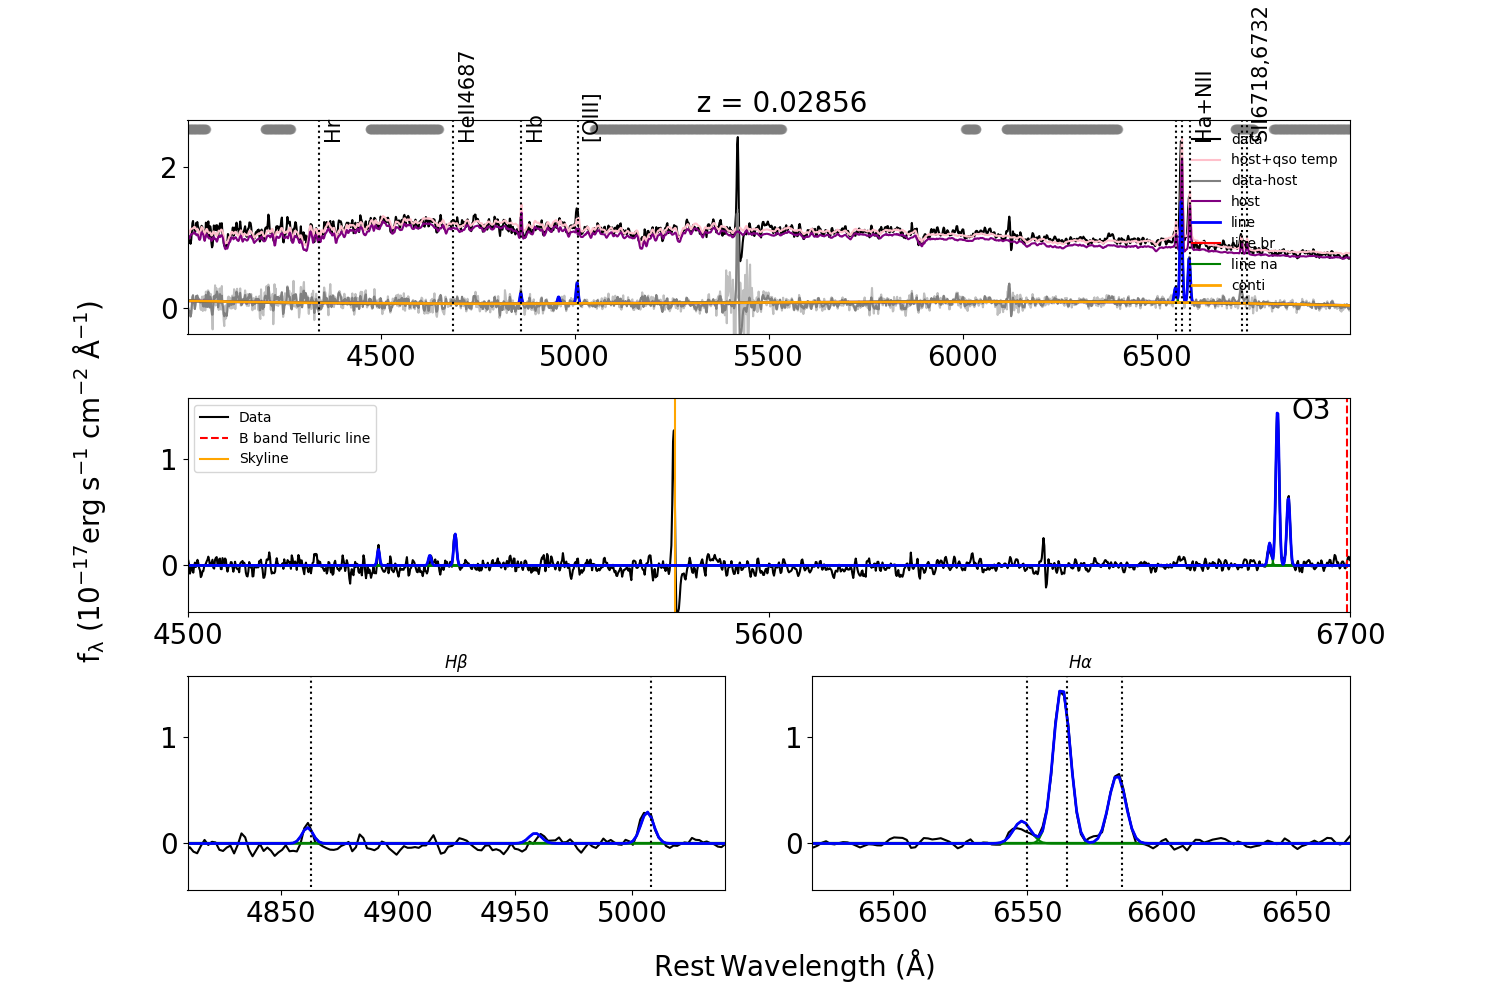 z = 0.02856
Hr
HeII4687
Hb
[OIII]
Ha+NII
SII6718,6732
data
host+qso temp
data-host
host
line
line br
line na
conti
2
0
4500
5000
5500
6000
6500
Data
B band Telluric line
Skyline
O3
1
0
4500
5600
6700
fλ (10−17erg s−1 cm−2 Å−1)
Hβ
1
0
4850
4900
4950
5000
Hα
1
0
6500
6550
6600
6650
Rest Wavelength (Å)